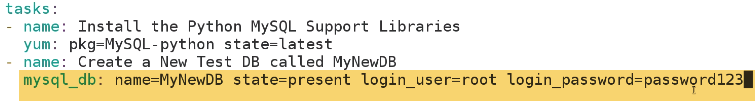 tasks:
- name: Install the Python MySQL Support Libraries
  yum: pkg=MySQL-python state=latest
- name: Create a New Test DB called MyNewDB
  mysql_db: name=MyNewDB state=present login_user=root login_password=password123